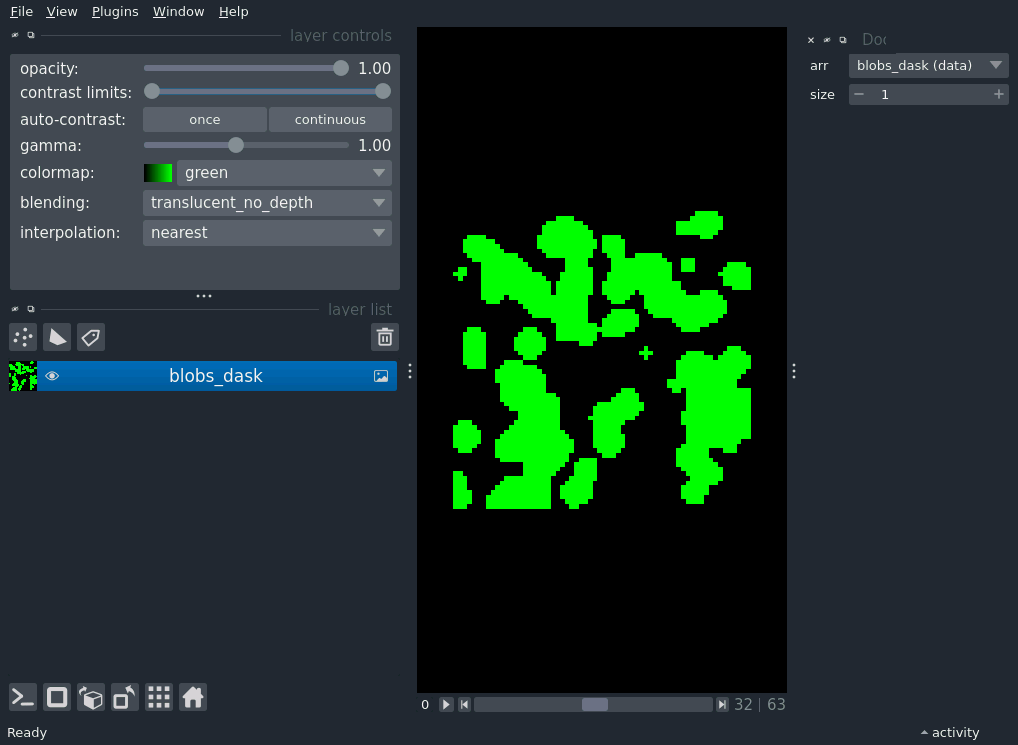 File View Plugins Window Help
layer controls
opacity: 1.00
contrast limits:
auto-contrast: once continuous
gamma: 1.00
colormap: green
blending: translucent_no_depth
interpolation: nearest
layer list
blobs_dask
0 32 | 63
Ready
activity
arr blobs_dask (data)
size 1